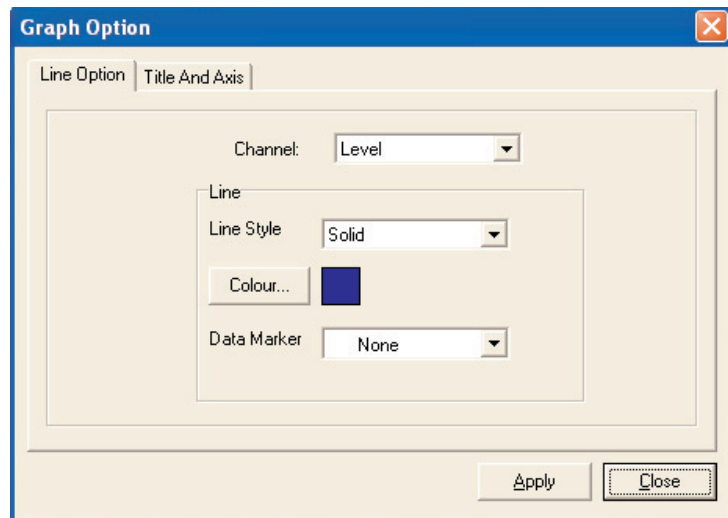 Graph Option
Line Option Title And Axis
Channel: Level
Line
Line Style Solid
Colour...
Data Marker None
Apply Close